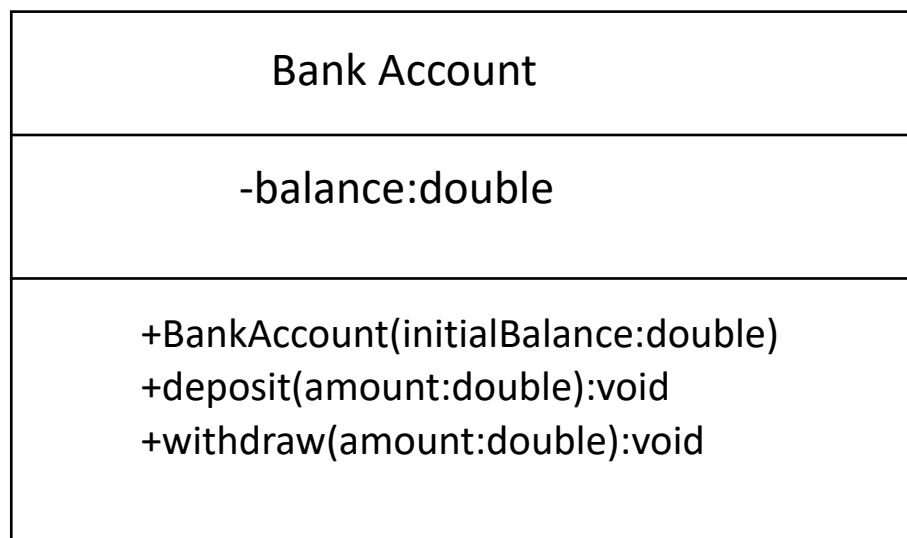 Bank Account
-balance:double
+BankAccount(initialBalance:double)
+deposit(amount:double):void
+withdraw(amount:double):void